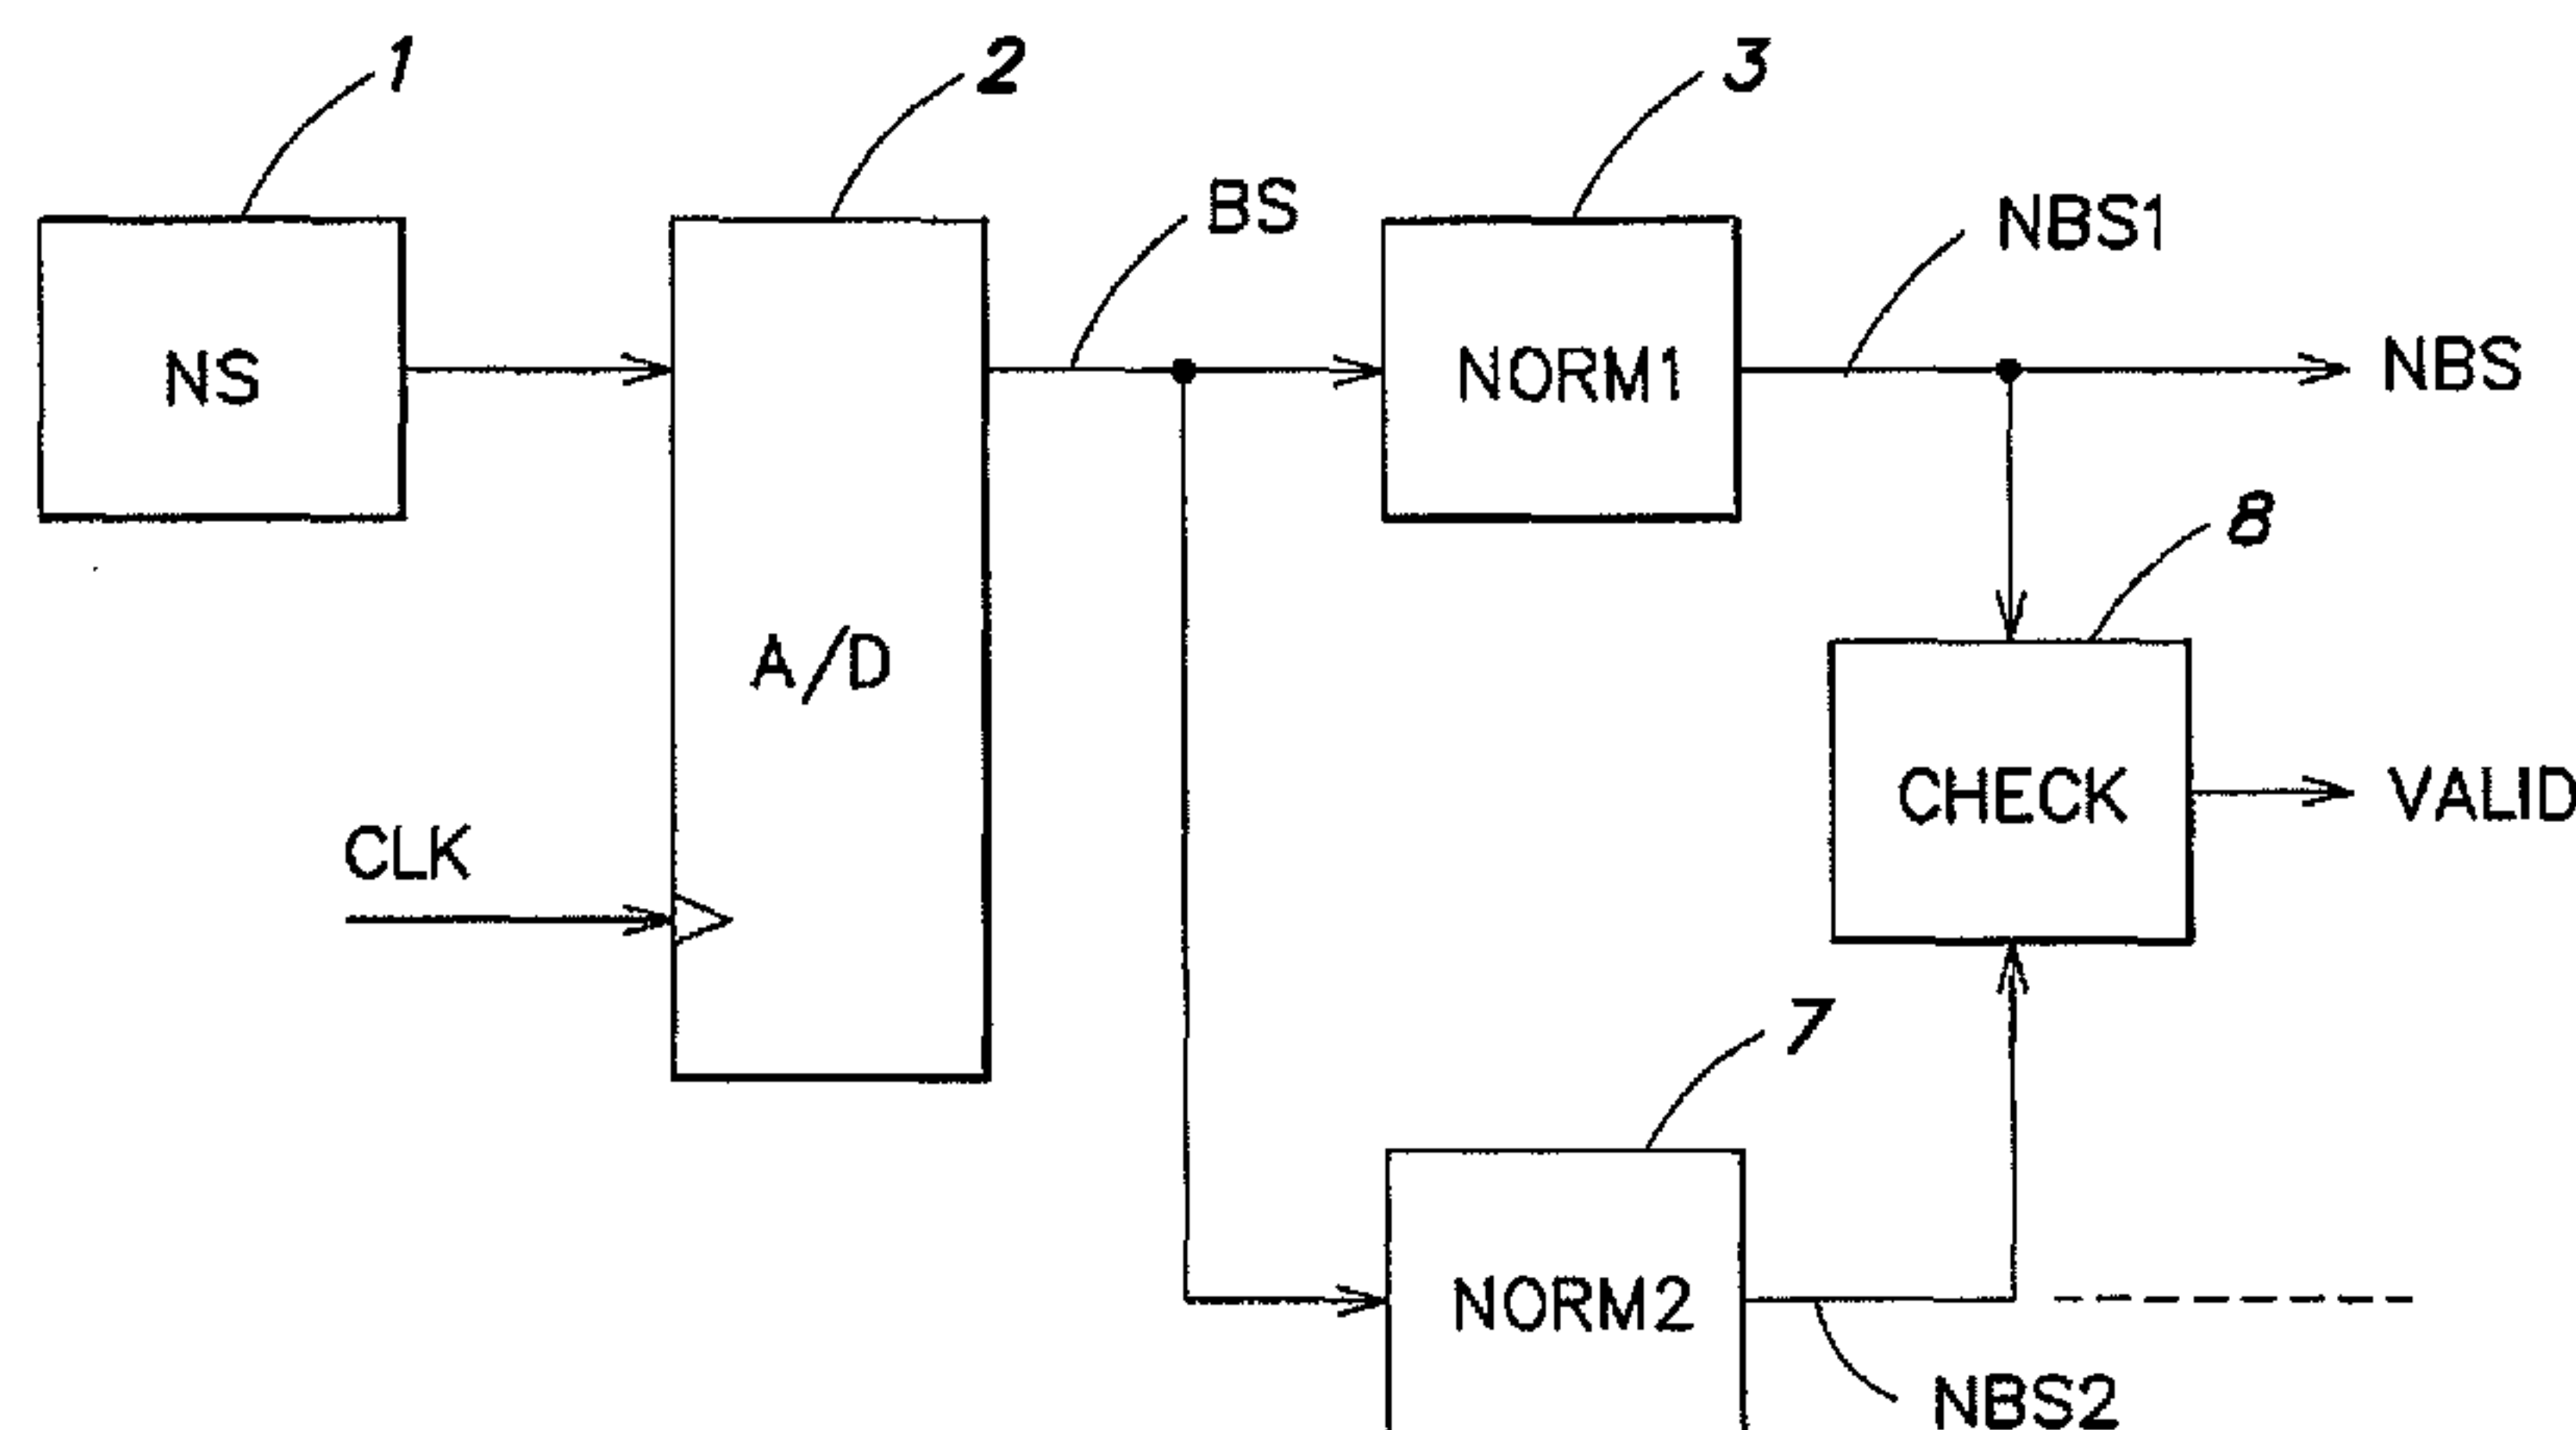 1
2
3
BS
NBS1
NS
NORM1
NBS
8
A/D
CHECK
VALID
CLK
7
NORM2
NBS2